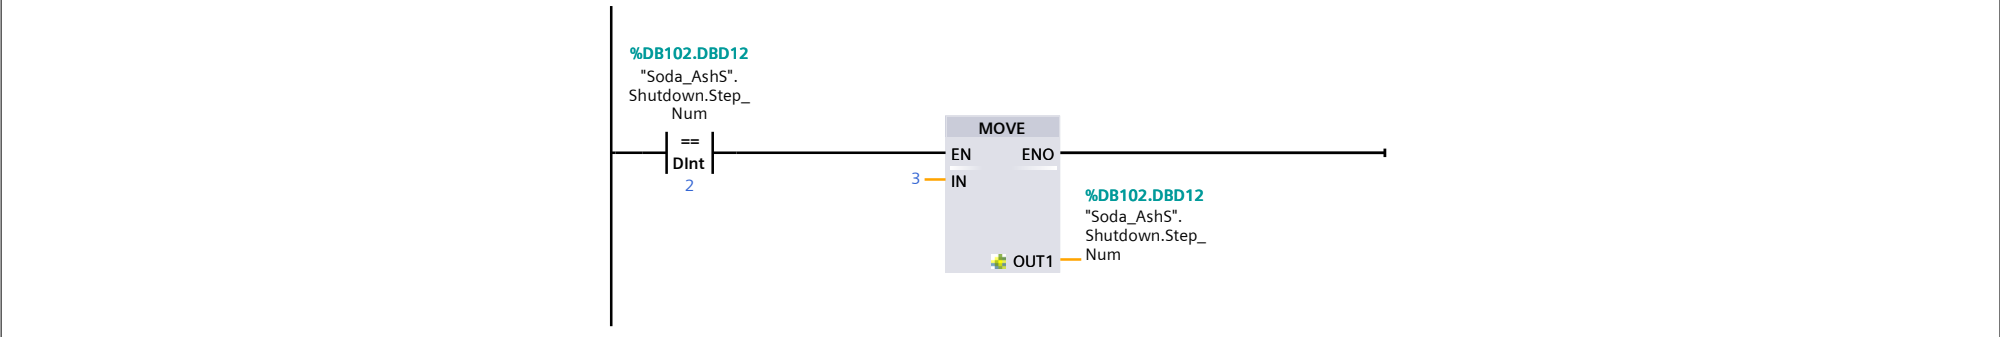 %DB102.DBD12
"Soda_AshS".
Shutdown.Step_
Num
==
DInt
2
MOVE
EN ENO
3 IN
%DB102.DBD12
"Soda_AshS".
Shutdown.Step_
Num
OUT1